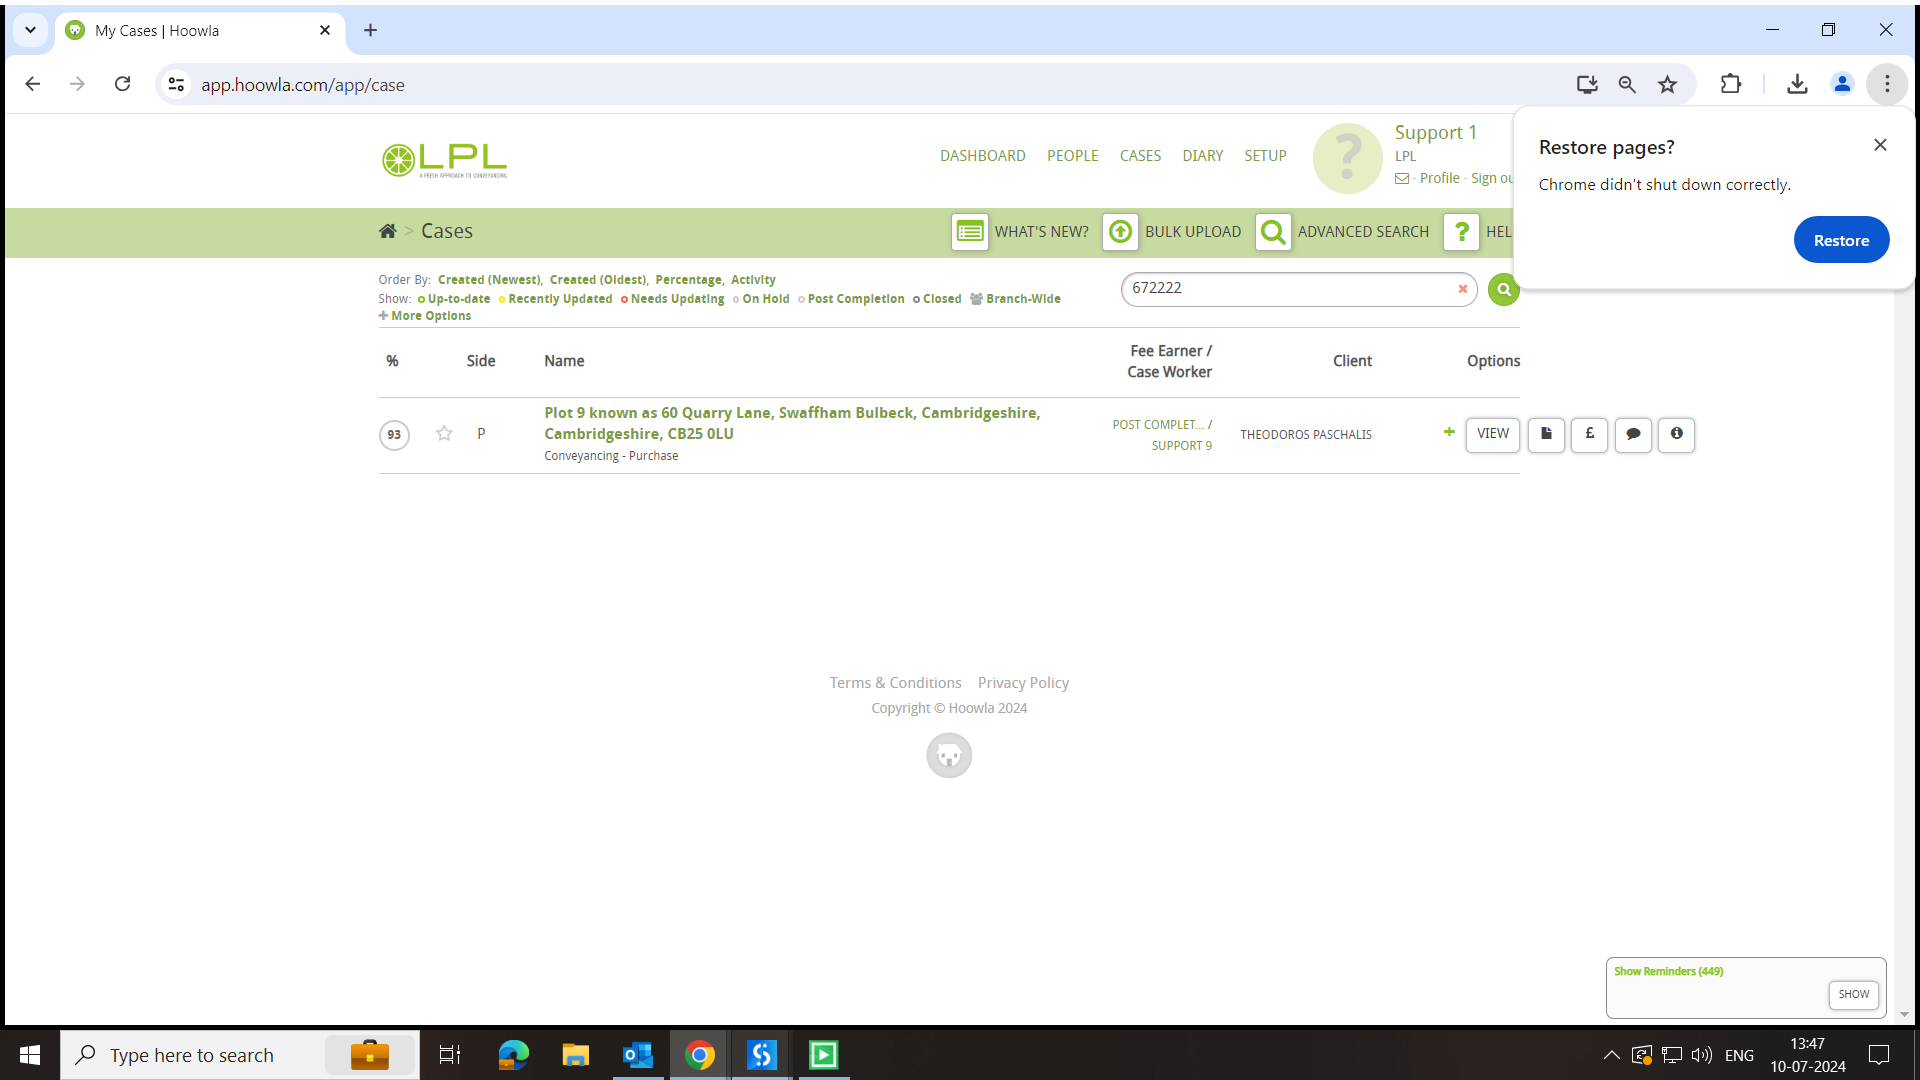 My Cases | Hoowla
app.hoowla.com/app/case
Restore pages?
Chrome didn't shut down correctly.
Restore
LPL
A FRESH APPROACH TO CONVEYANCING
DASHBOARD PEOPLE CASES DIARY SETUP
?
Support 1
LPL
· Profile · Sign ou
> Cases
WHAT'S NEW? BULK UPLOAD ADVANCED SEARCH ? HEL
Order By: Created (Newest), Created (Oldest), Percentage, Activity
Show: Up-to-date Recently Updated Needs Updating On Hold Post Completion Closed Branch-Wide
More Options
672222
% Side Name Fee Earner / Case Worker Client Options
93 P
Plot 9 known as 60 Quarry Lane, Swaffham Bulbeck, Cambridgeshire,
Cambridgeshire, CB25 0LU
Conveyancing - Purchase
POST COMPLET... /
SUPPORT 9
THEODOROS PASCHALIS
+ VIEW £
Terms & Conditions Privacy Policy
Copyright © Hoowla 2024
Show Reminders (449)
SHOW
Type here to search
ENG
13:47
10-07-2024